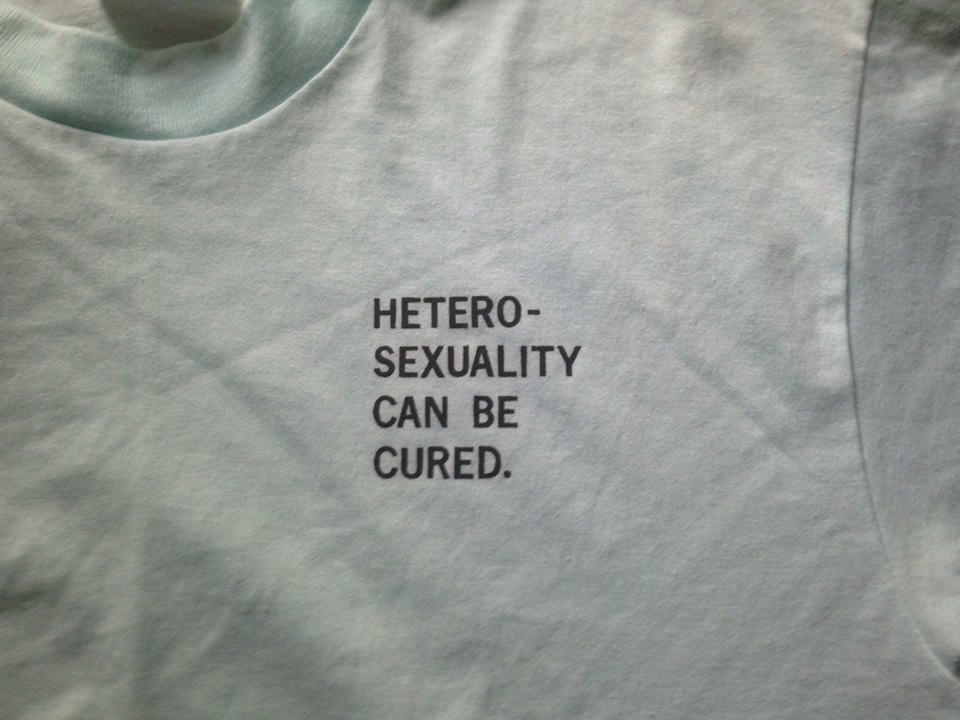 HETERO-
SEXUALITY
CAN BE
CURED.